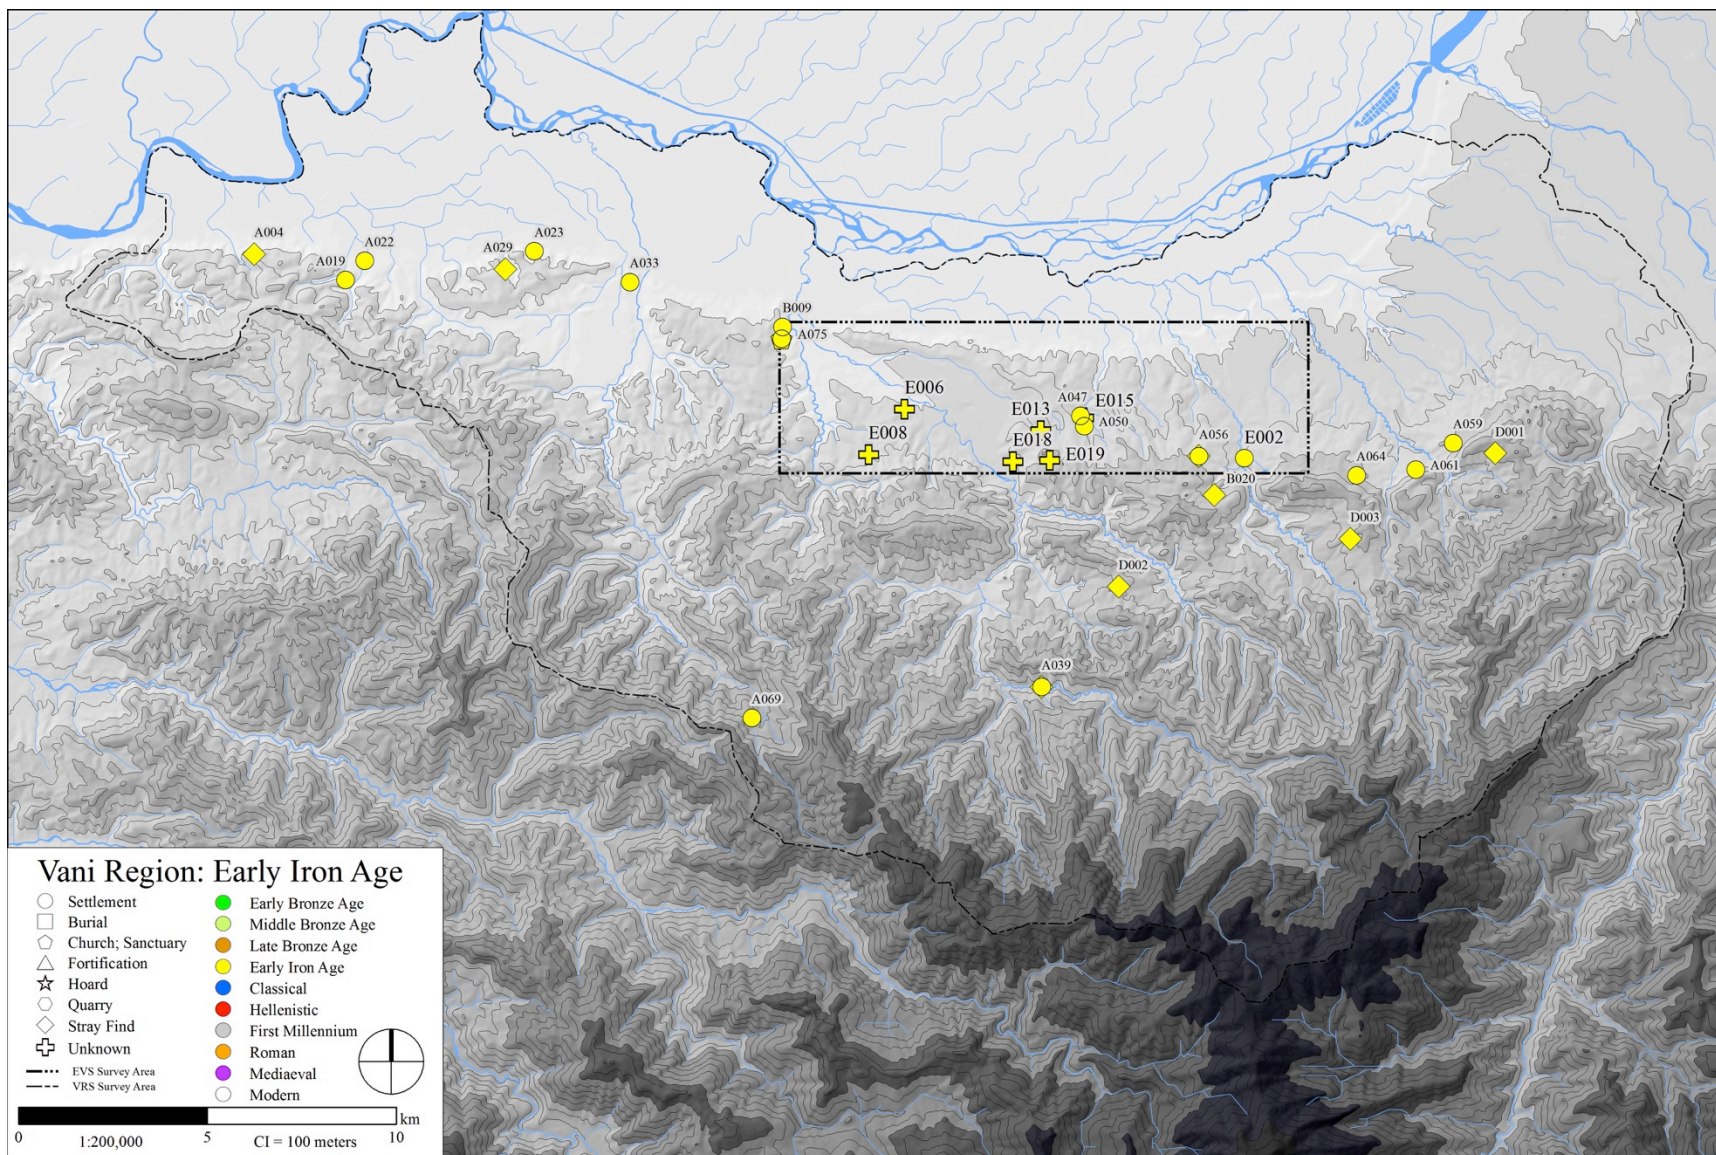 A004
A022
A019
A029
A023
A033
B009
A075
E006
E008
E013
E018
A047
E015
A050
E019
A056
E002
B020
A064
A061
A059
D001
D003
D002
A039
A069
Vani Region: Early Iron Age
Settlement
Burial
Church; Sanctuary
Fortification
Hoard
Quarry
Stray Find
Unknown
EVS Survey Area
VRS Survey Area
Early Bronze Age
Middle Bronze Age
Late Bronze Age
Early Iron Age
Classical
Hellenistic
First Millennium
Roman
Mediaeval
Modern
km
0 1:200,000 5 CI = 100 meters 10